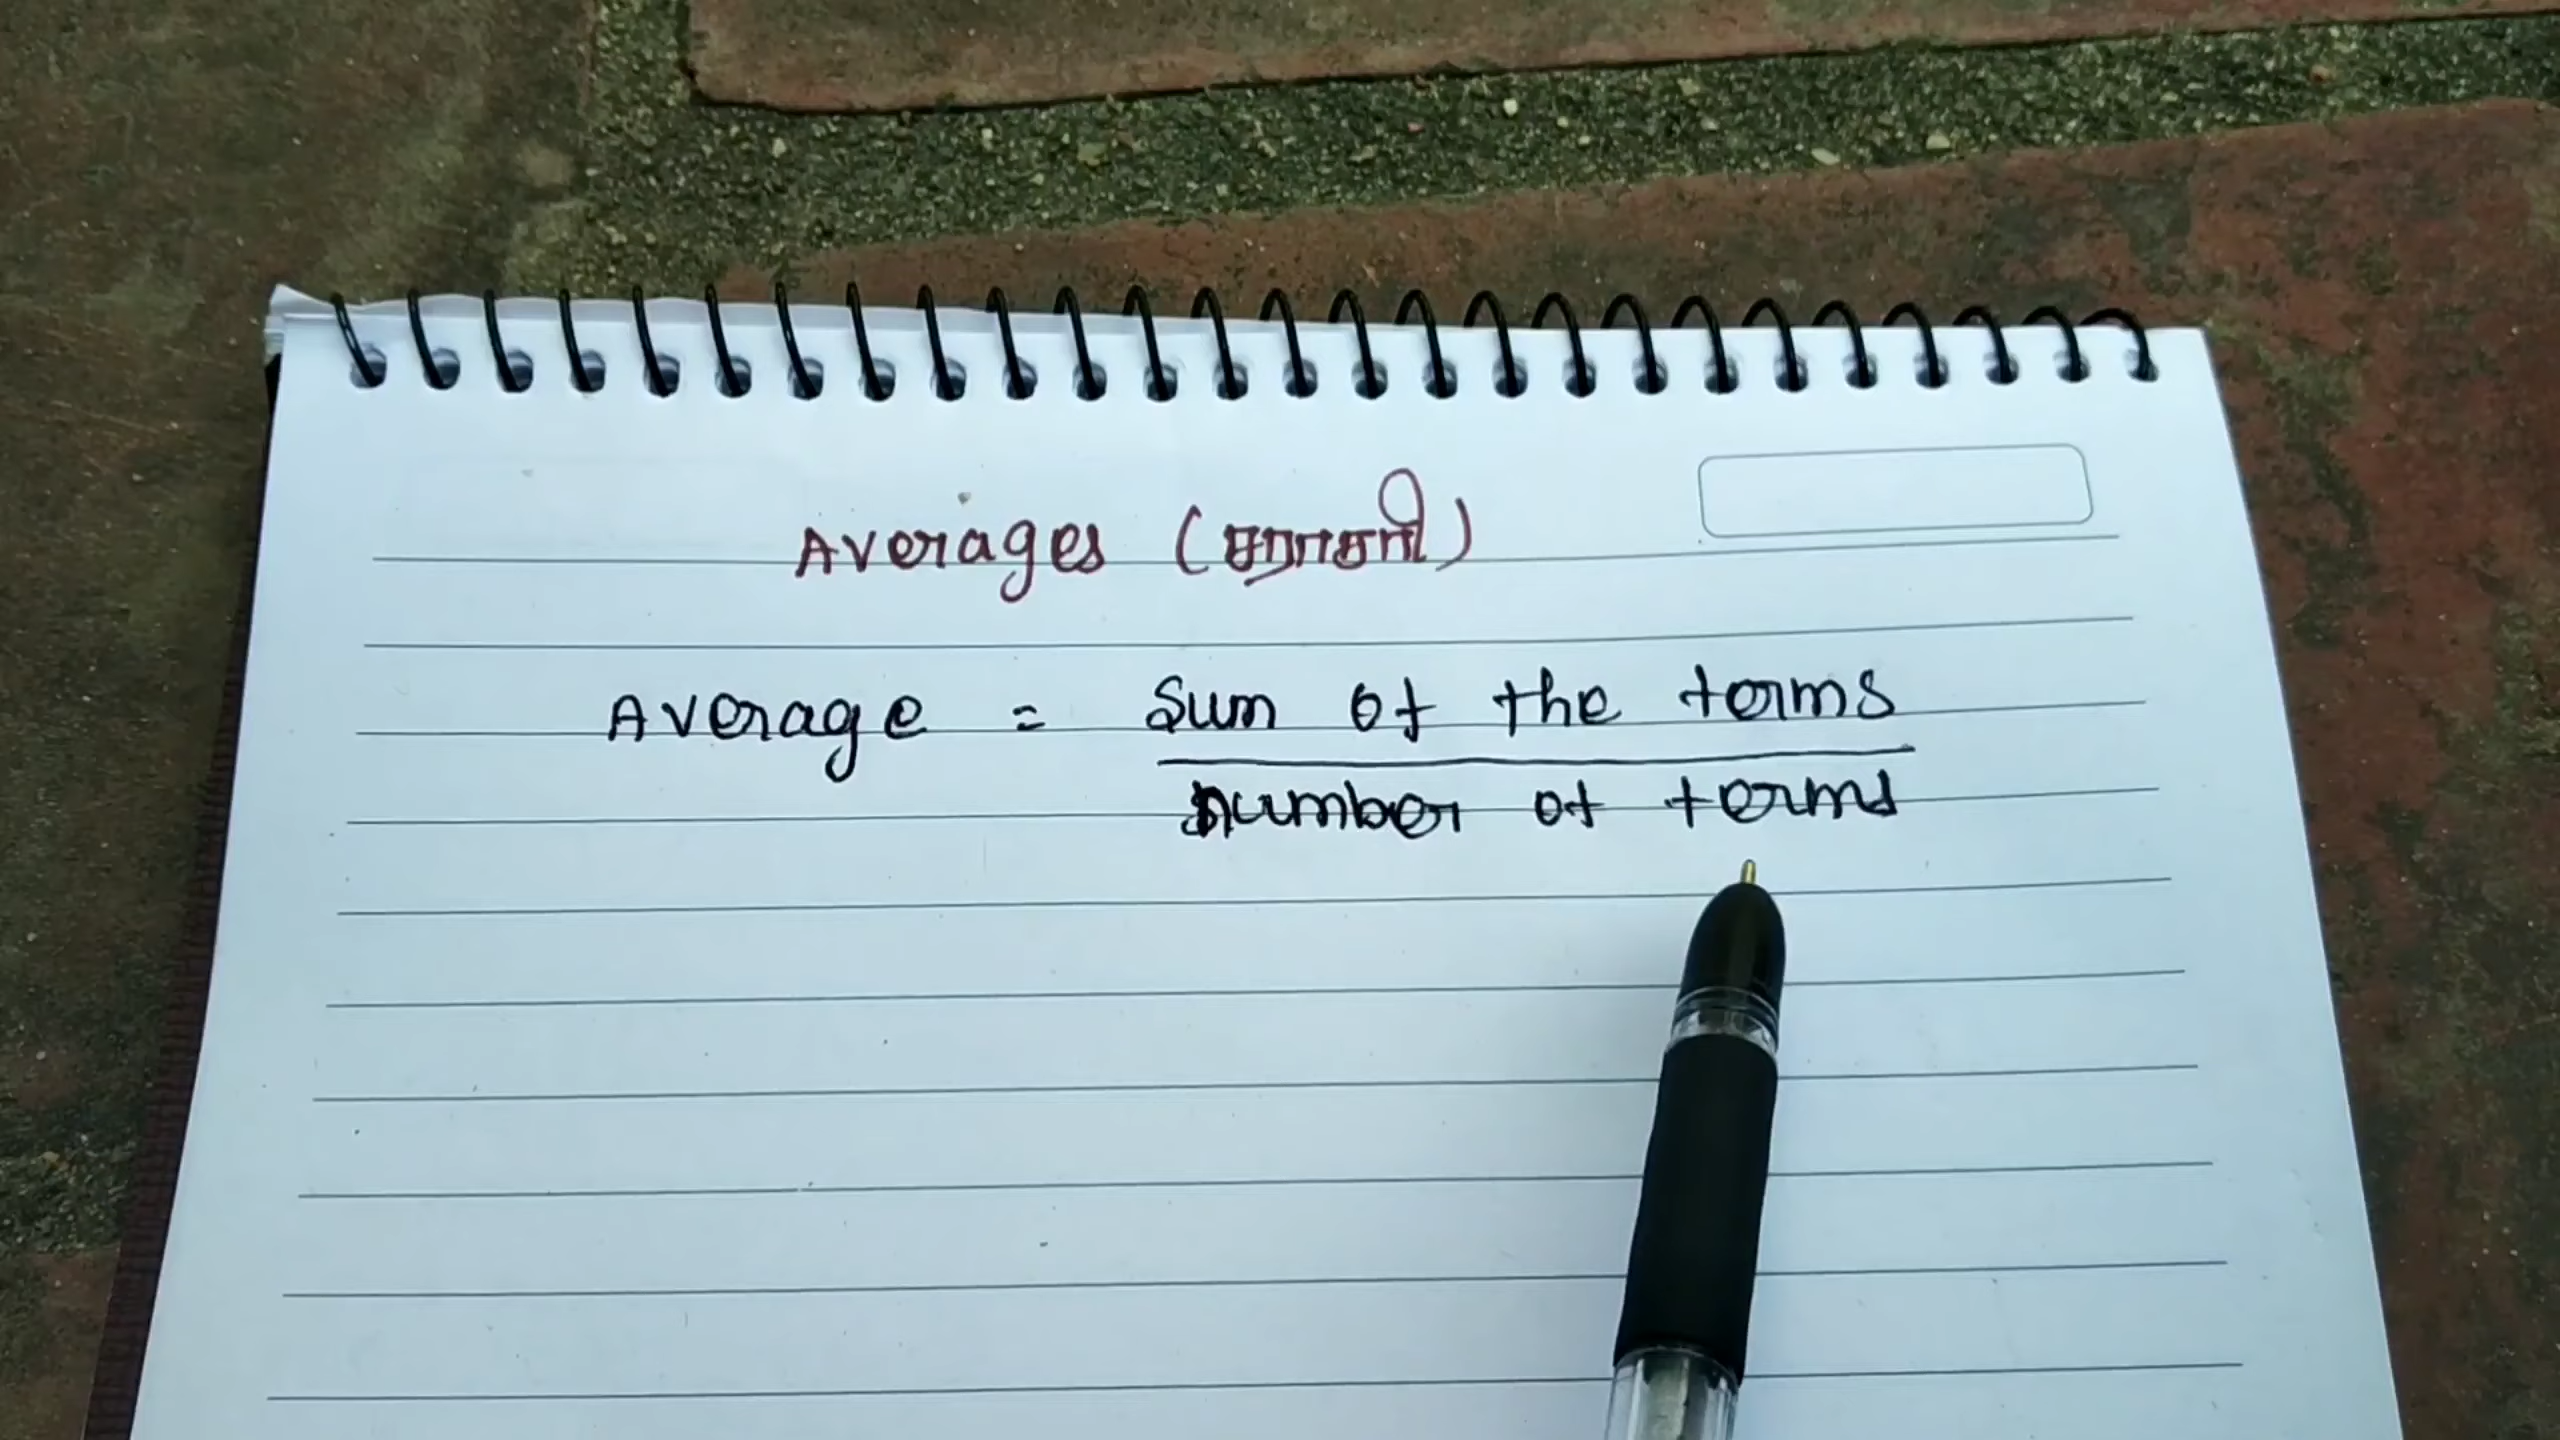 Averages (சராசரி)
Average = Sum of the terms
number of terms